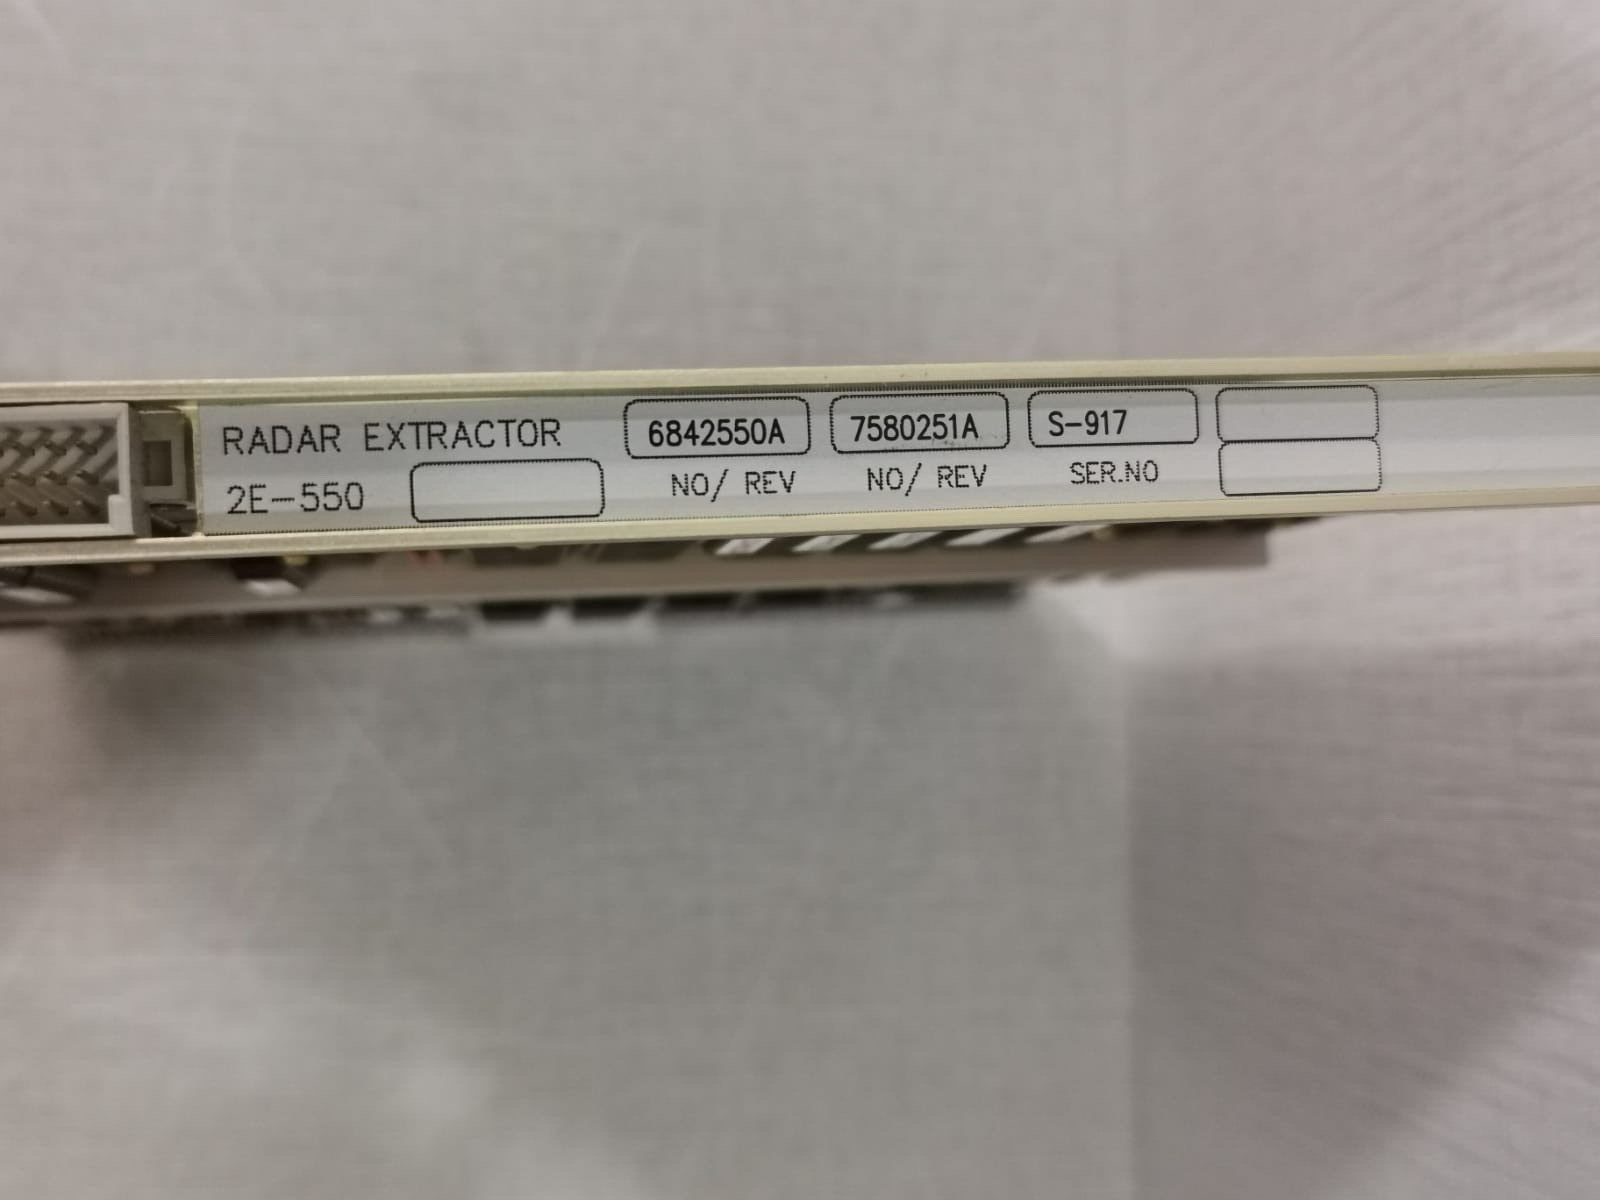 RADAR EXTRACTOR 6842550A 7580251A S-917
2E-550 NO/ REV NO/ REV SER.NO